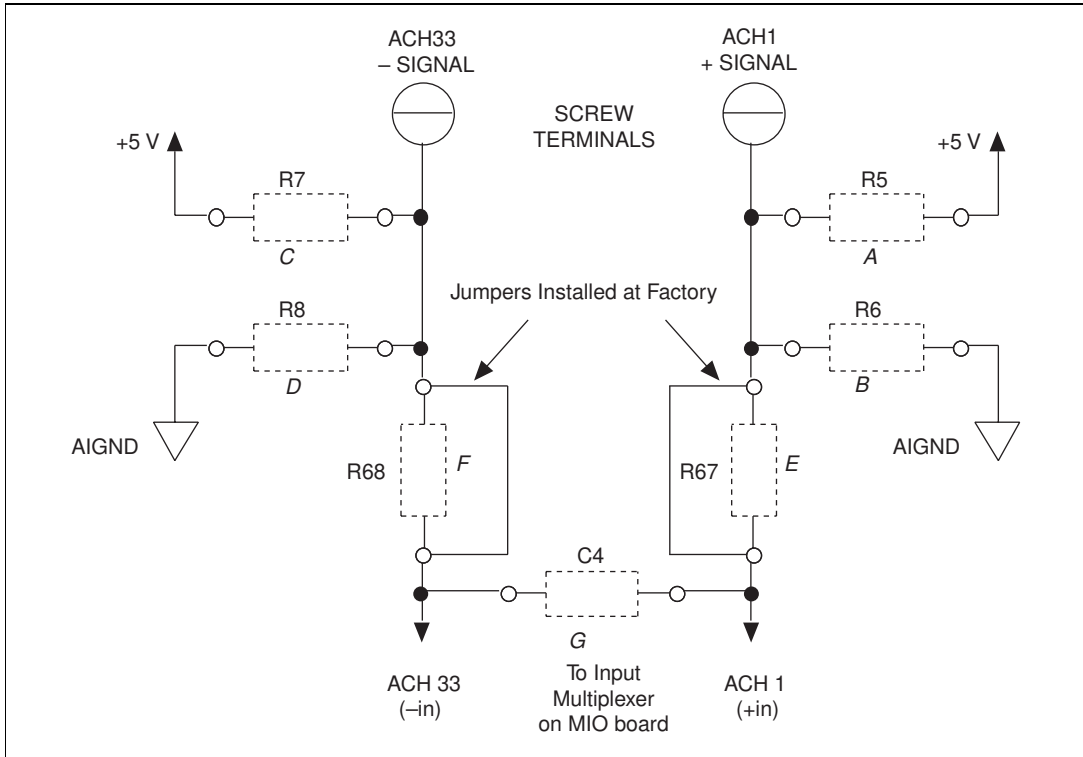 ACH33
– SIGNAL
ACH1
+ SIGNAL
SCREW
TERMINALS
+5 V
+5 V
R7
R5
C
A
Jumpers Installed at Factory
R8
R6
D
B
AIGND
AIGND
R68
F
R67
E
C4
G
To Input
Multiplexer
on MIO board
ACH 33
(–in)
ACH 1
(+in)